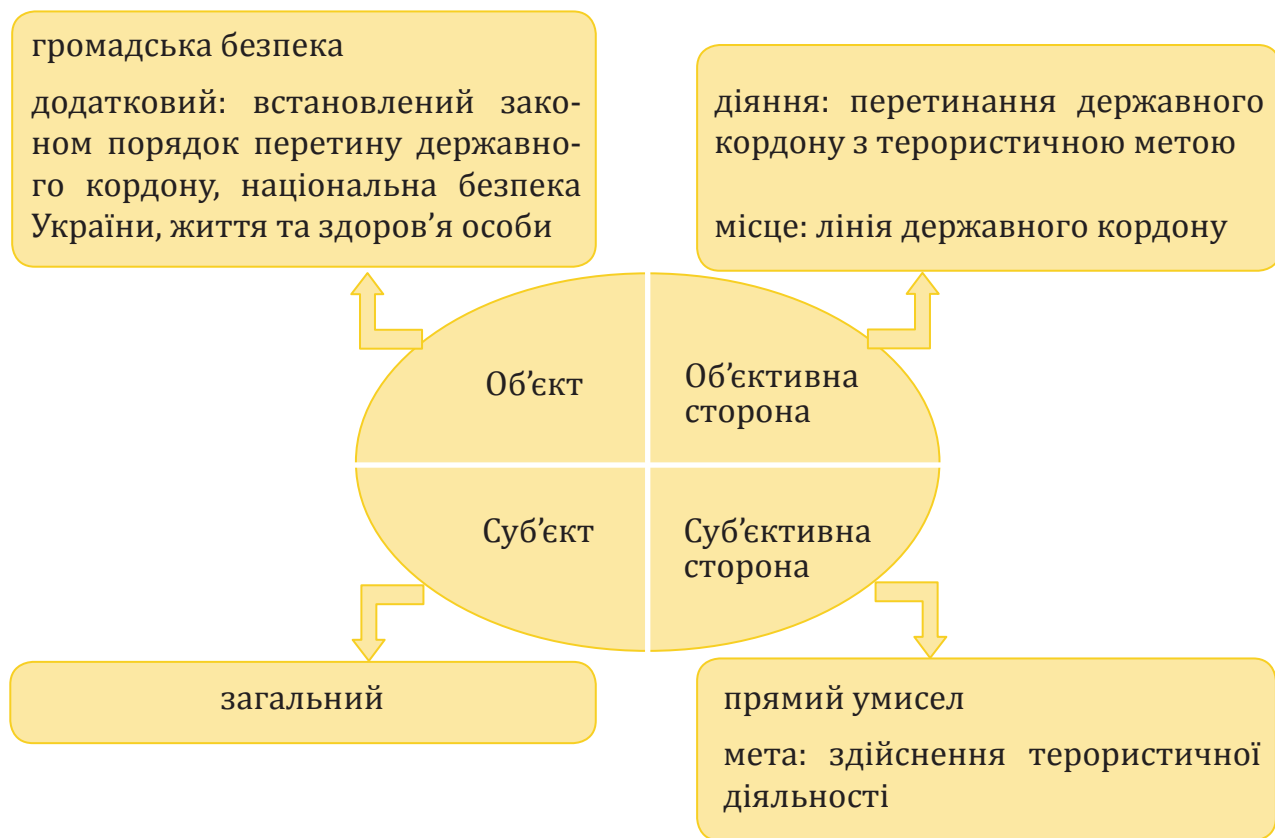 громадська безпека
додатковий: встановлений зако-
ном порядок перетину державно-
го кордону, національна безпека
України, життя та здоров’я особи
діяння: перетинання державного
кордону з терористичною метою
місце: лінія державного кордону
Об’єкт
Об’єктивна
сторона
Суб’єкт
Суб’єктивна
сторона
загальний
прямий умисел
мета: здійснення терористичної
діяльності